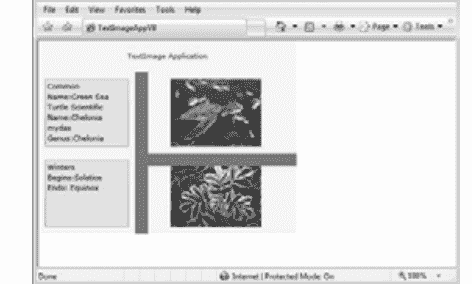 File Edit View Favorites Tools Help
TextImageAppVB
Page Tools
TextImage Application
Common
Name:Green Sea
Turtle Scientific
Name:Chelonia
mydas
Genus:Chelonia
Winters
Begins:Solstice
Ends: Equinox
Done
Internet | Protected Mode: On
100%